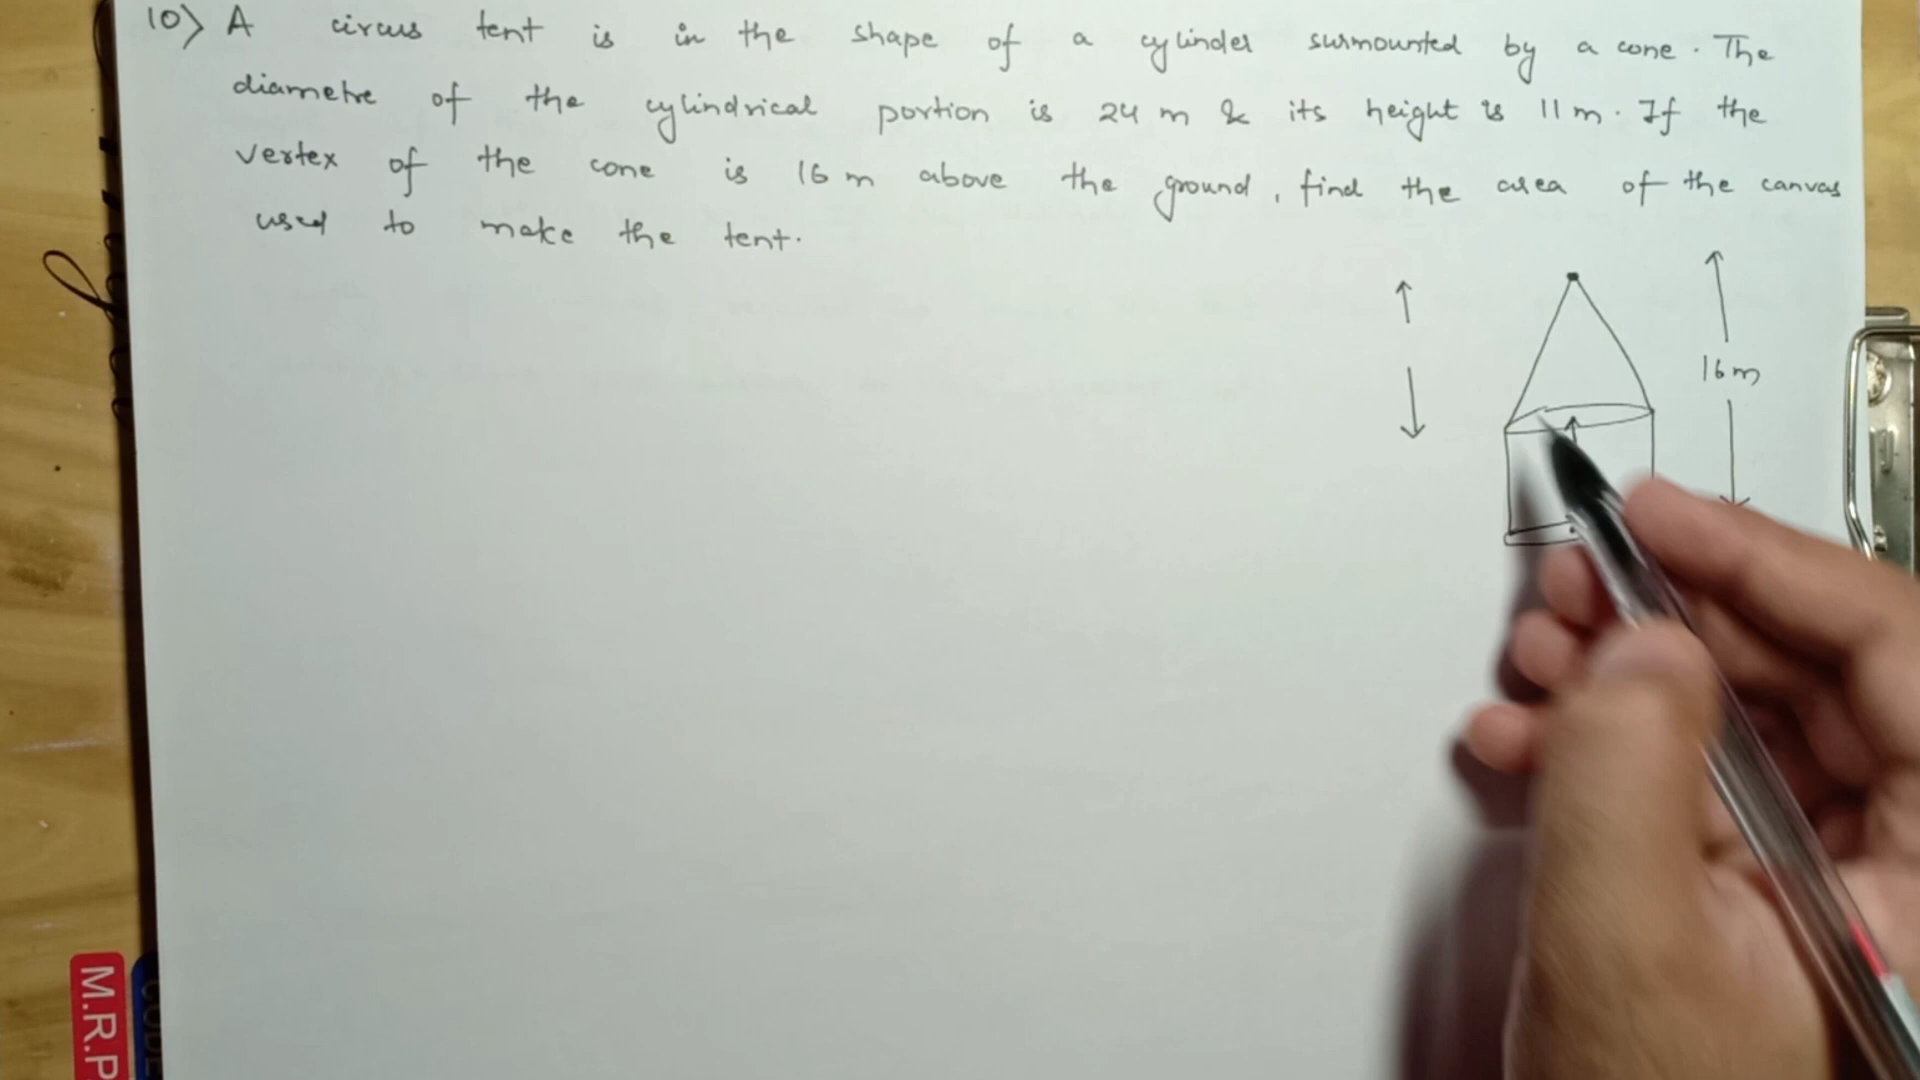 10) A circus tent is in the shape of a cylinder surmounted by a cone. The
diametre of the cylindrical portion is 24 m & its height is 11 m. If the
vertex of the cone is 16 m above the ground, find the area of the canvas
used to make the tent.
16m
M.R.P.
CODE